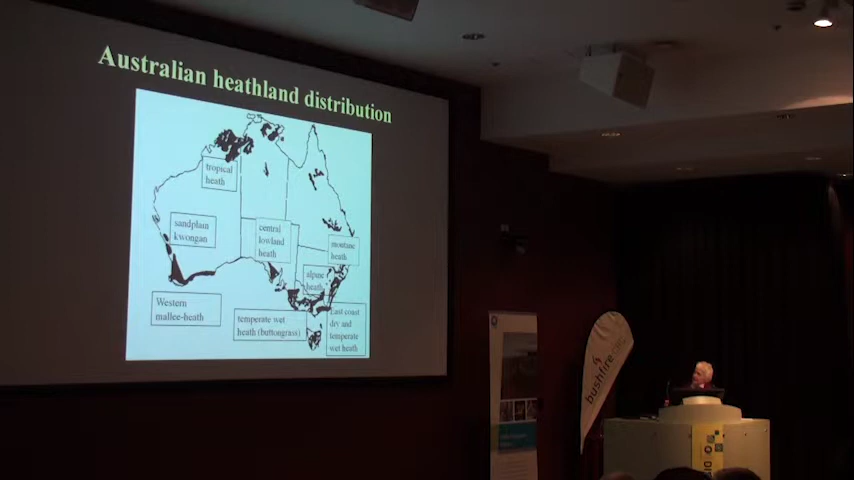 Australian heathland distribution
tropical
heath
sandplain
kwongan
central
lowland
heath
montane
heath
alpine
heath
Western
mallee-heath
temperate wet
heath (buttongrass)
East coast
dry and
temperate
wet heath
bushfire